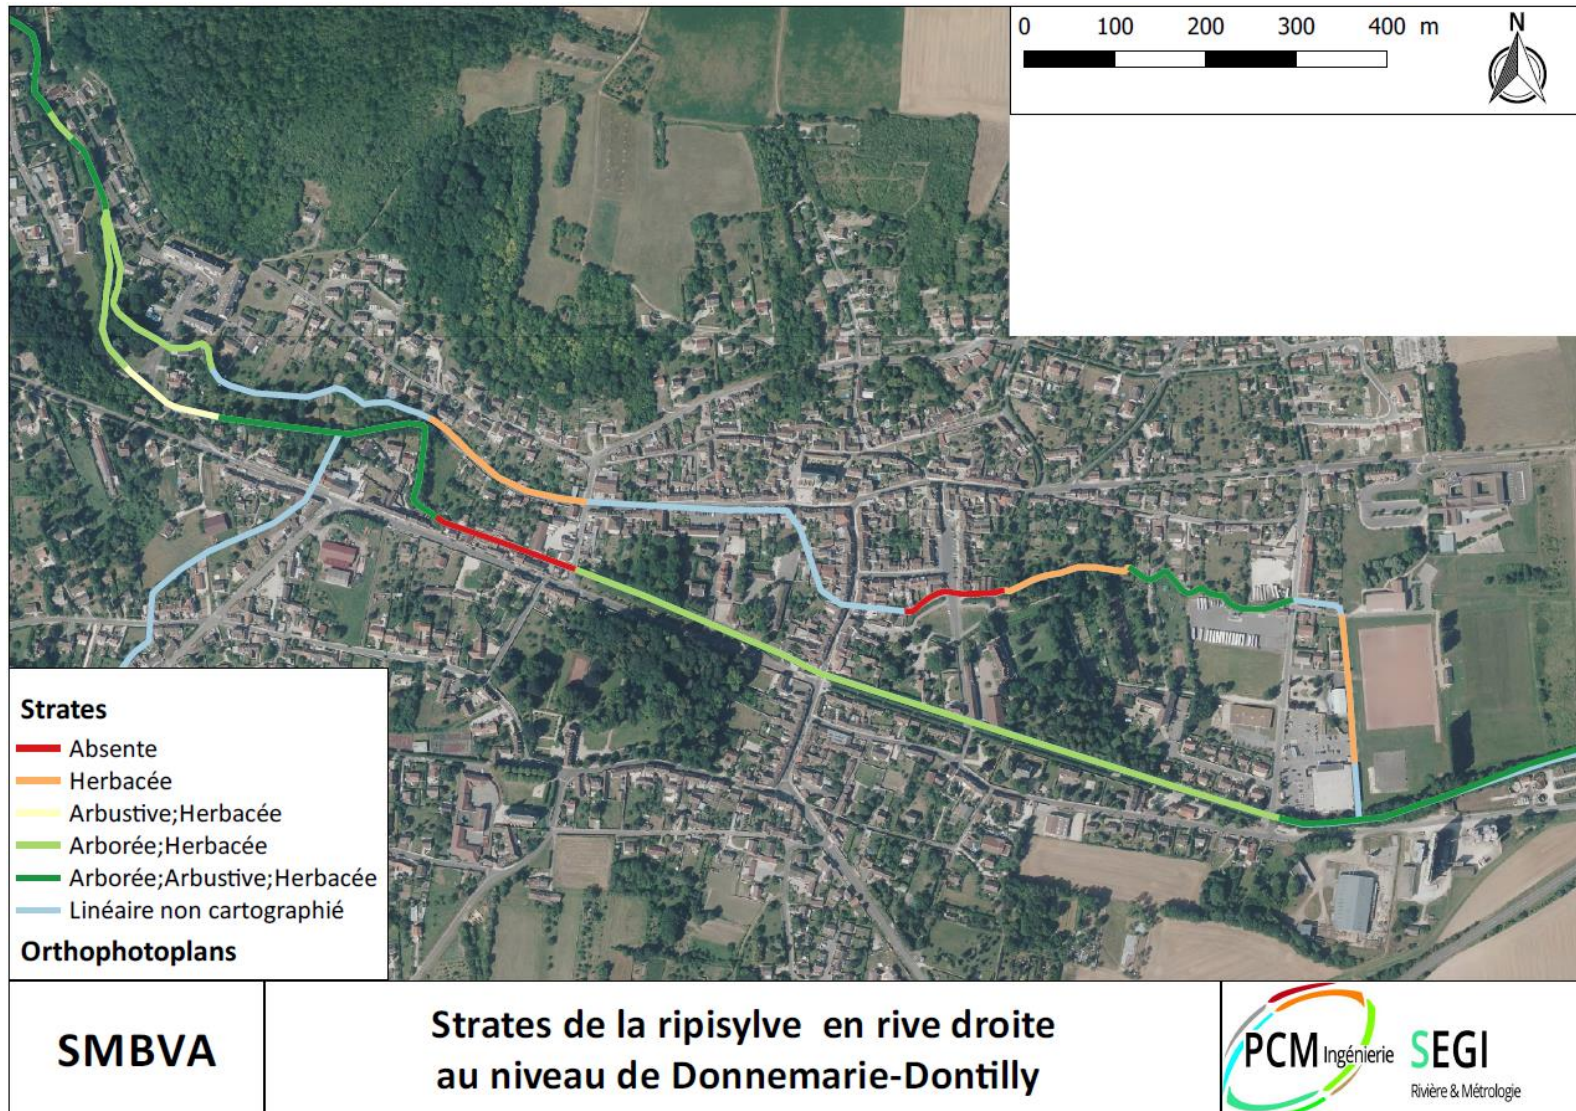 0 100 200 300 400 m
N
Strates
Absente
Herbacée
Arbustive;Herbacée
Arborée;Herbacée
Arborée;Arbustive;Herbacée
Linéaire non cartographié
Orthophotoplans
SMBVA
Strates de la ripisylve en rive droite
au niveau de Donnemarie-Dontilly
PCM Ingénierie
SEGI
Rivière & Métrologie